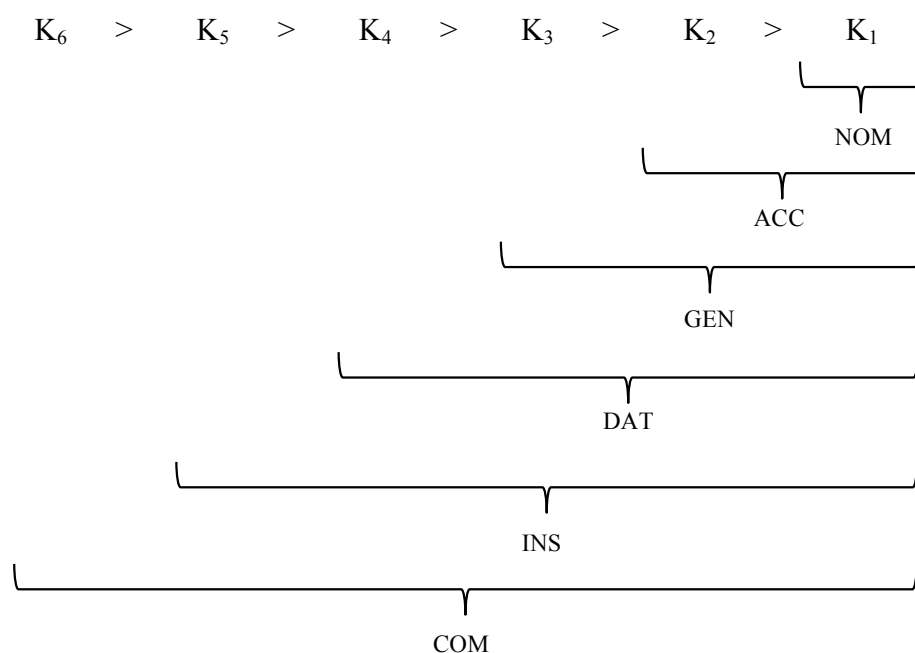 K₆ > K₅ > K₄ > K₃ > K₂ > K₁
NOM
ACC
GEN
DAT
INS
COM